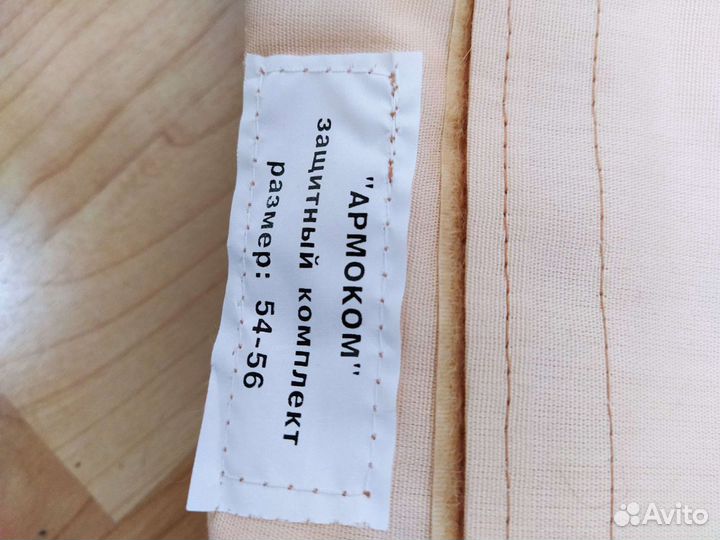 "АРМОКОМ"
защитный комплект
размер: 54-56
Avito